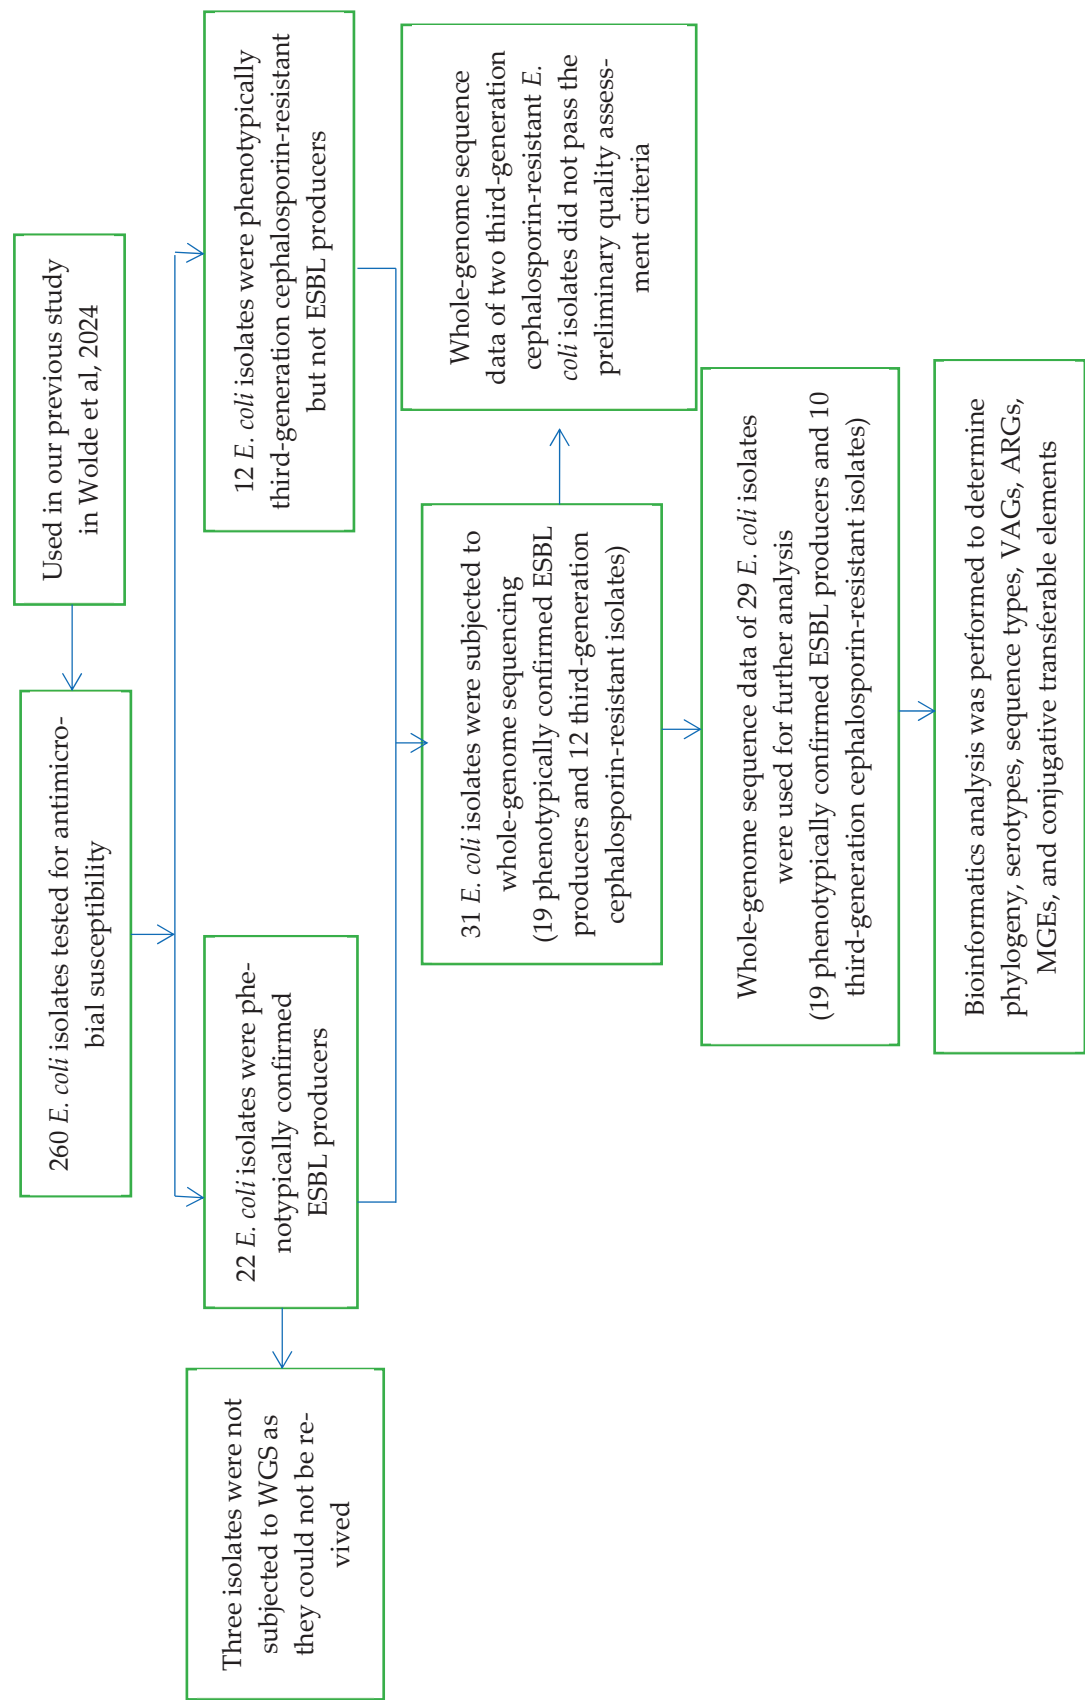 Used in our previous study
in Wolde et al, 2024
260 E. coli isolates tested for antimicro-
bial susceptibility
12 E. coli isolates were phenotypically
third-generation cephalosporin-resistant
but not ESBL producers
22 E. coli isolates were phe-
notypically confirmed
ESBL producers
Three isolates were not
subjected to WGS as
they could not be re-
vived
31 E. coli isolates were subjected to
whole-genome sequencing
(19 phenotypically confirmed ESBL
producers and 12 third-generation
cephalosporin-resistant isolates)
Whole-genome sequence
data of two third-generation
cephalosporin-resistant E.
coli isolates did not pass the
preliminary quality assess-
ment criteria
Whole-genome sequence data of 29 E. coli isolates
were used for further analysis
(19 phenotypically confirmed ESBL producers and 10
third-generation cephalosporin-resistant isolates)
Bioinformatics analysis was performed to determine
phylogeny, serotypes, sequence types, VAGs, ARGs,
MGEs, and conjugative transferable elements